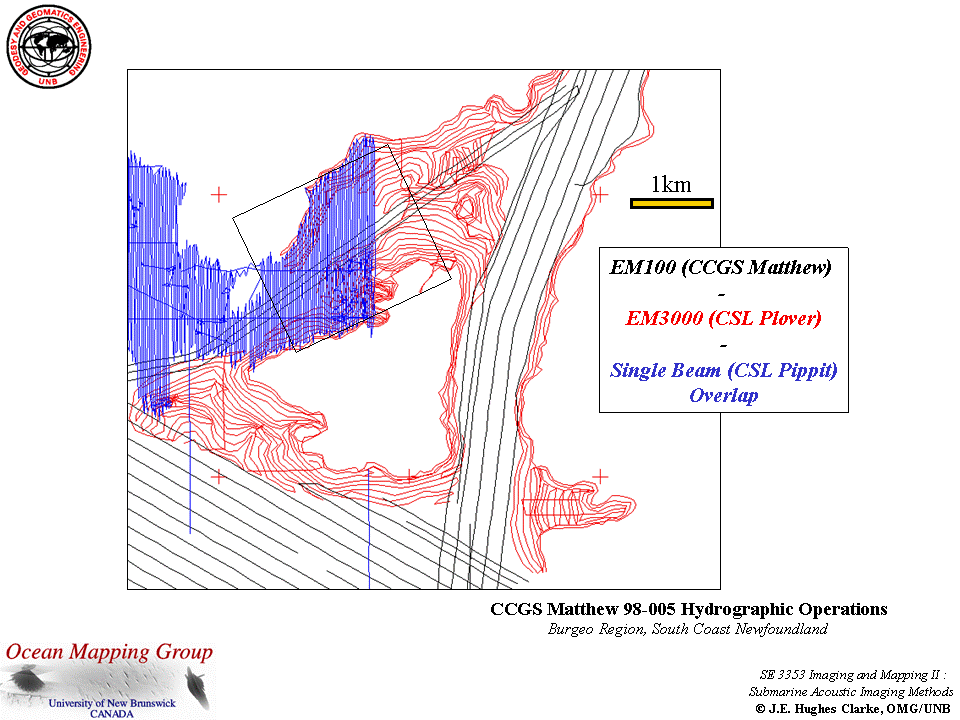 GEODESY AND GEOMATICS ENGINEERING
UNB
1km
EM100 (CCGS Matthew)
-
EM3000 (CSL Plover)
-
Single Beam (CSL Pippit)
Overlap
CCGS Matthew 98-005 Hydrographic Operations
Burgeo Region, South Coast Newfoundland
Ocean Mapping Group
University of New Brunswick
CANADA
SE 3353 Imaging and Mapping II :
Submarine Acoustic Imaging Methods
© J.E. Hughes Clarke, OMG/UNB